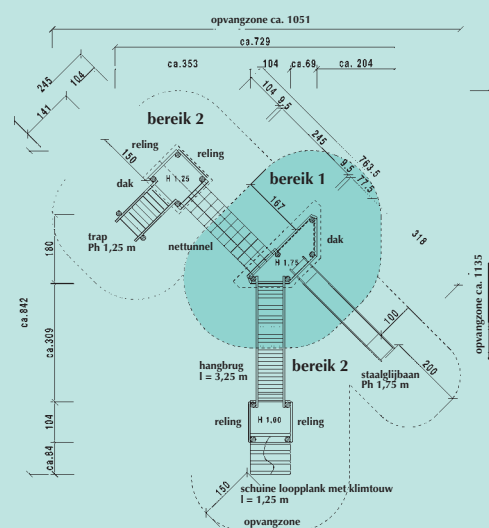 opvangzone ca. 1051
ca.729
ca.353
104
ca.69
ca. 204
245
104
141
104
9.5
245
763.5
9.5
77.5
bereik 2
reling
reling
150
dak
H 1,25
bereik 1
167
318
dak
trap
Ph 1,25 m
nettunnel
H 1,75
180
ca.842
ca.309
104
ca.84
opvangzone ca. 1135
100
200
hangbrug
l = 3,25 m
bereik 2
staalglijbaan
Ph 1,75 m
reling
H 1,00
reling
150
schuine loopplank met klimtouw
l = 1,25 m
opvangzone